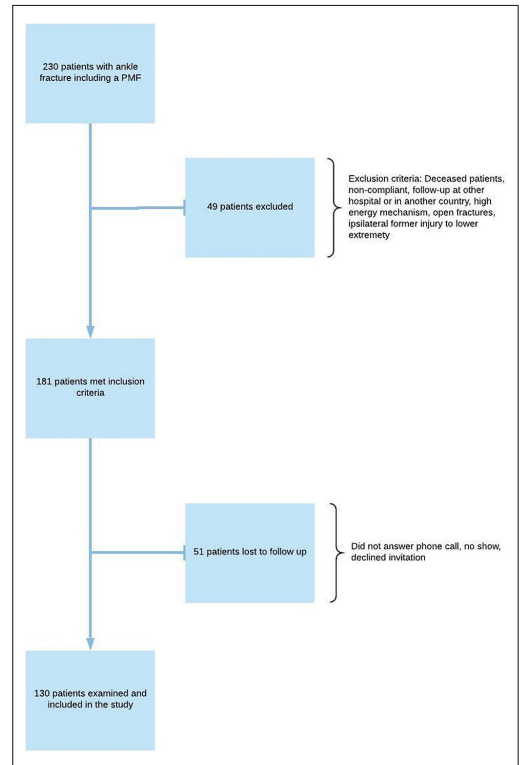 230 patients with ankle
fracture including a PMF
49 patients excluded
Exclusion criteria: Deceased patients,
non-compliant, follow-up at other
hospital or in another country, high
energy mechanism, open fractures,
ipsilateral former injury to lower
extremety
181 patients met inclusion
criteria
51 patients lost to follow up
Did not answer phone call, no show,
declined invitation
130 patients examined and
included in the study